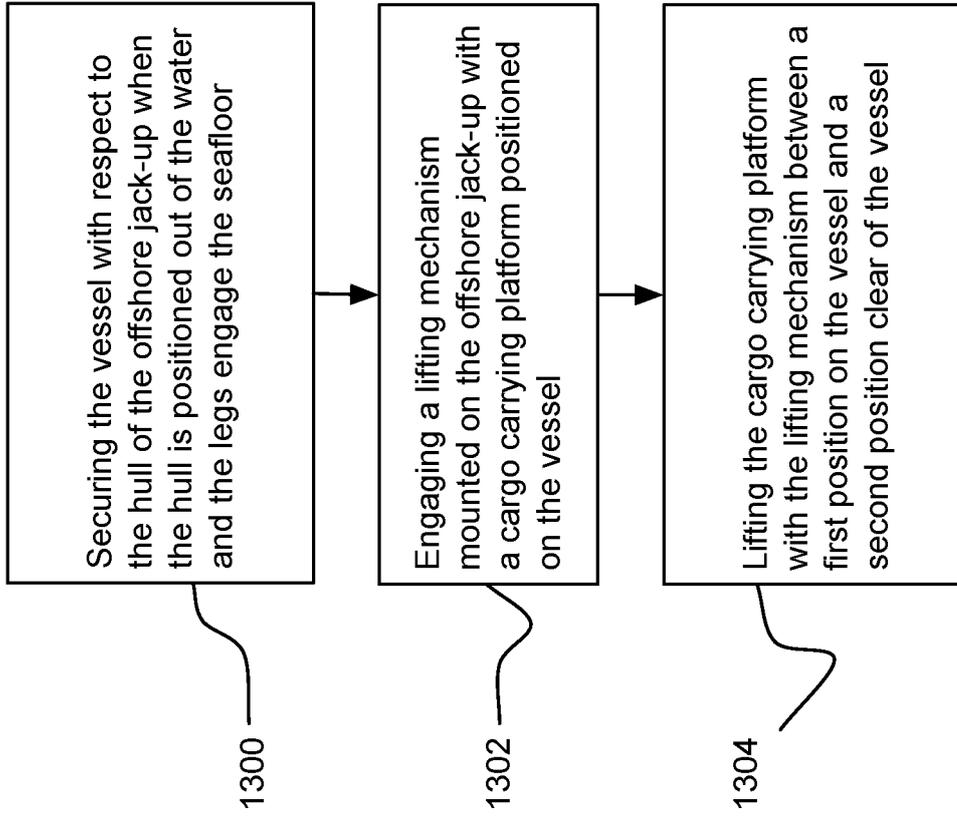 Securing the vessel with respect to
the hull of the offshore jack-up when
the hull is positioned out of the water
and the legs engage the seafloor
1300
Engaging a lifting mechanism
mounted on the offshore jack-up with
a cargo carrying platform positioned
on the vessel
1302
Lifting the cargo carrying platform
with the lifting mechanism between a
first position on the vessel and a
second position clear of the vessel
1304